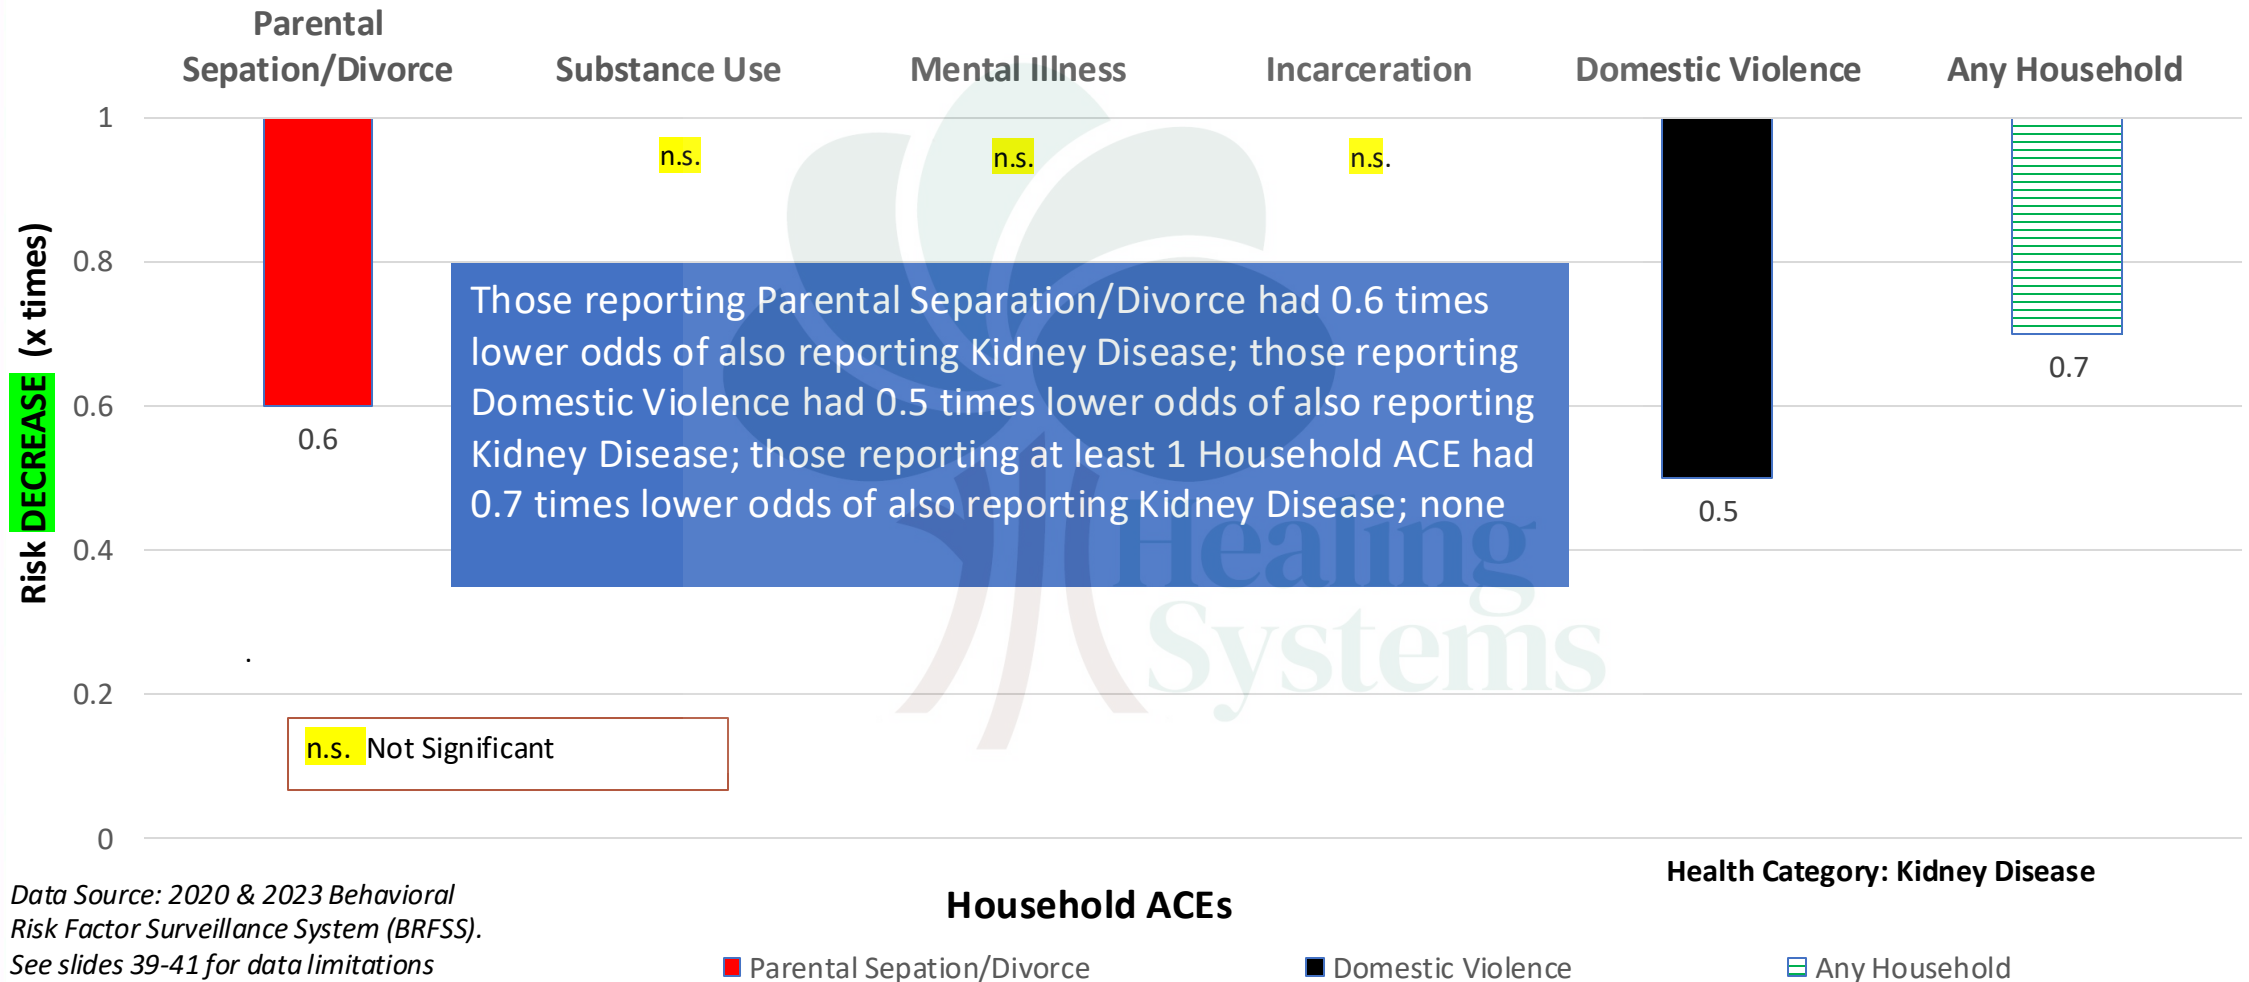 Parental
Sepation/Divorce
Substance Use
Mental Illness
Incarceration
Domestic Violence
Any Household
1
n.s.
n.s.
n.s.
0.8
0.6
0.4
0.2
0
Risk DECREASE (x times)
0.6
0.5
0.7
Those reporting Parental Separation/Divorce had 0.6 times
lower odds of also reporting Kidney Disease; those reporting
Domestic Violence had 0.5 times lower odds of also reporting
Kidney Disease; those reporting at least 1 Household ACE had
0.7 times lower odds of also reporting Kidney Disease; none
Healing
Systems
.
n.s. Not Significant
Health Category: Kidney Disease
Data Source: 2020 & 2023 Behavioral
Risk Factor Surveillance System (BRFSS).
See slides 39-41 for data limitations
Household ACEs
Parental Sepation/Divorce
Domestic Violence
Any Household